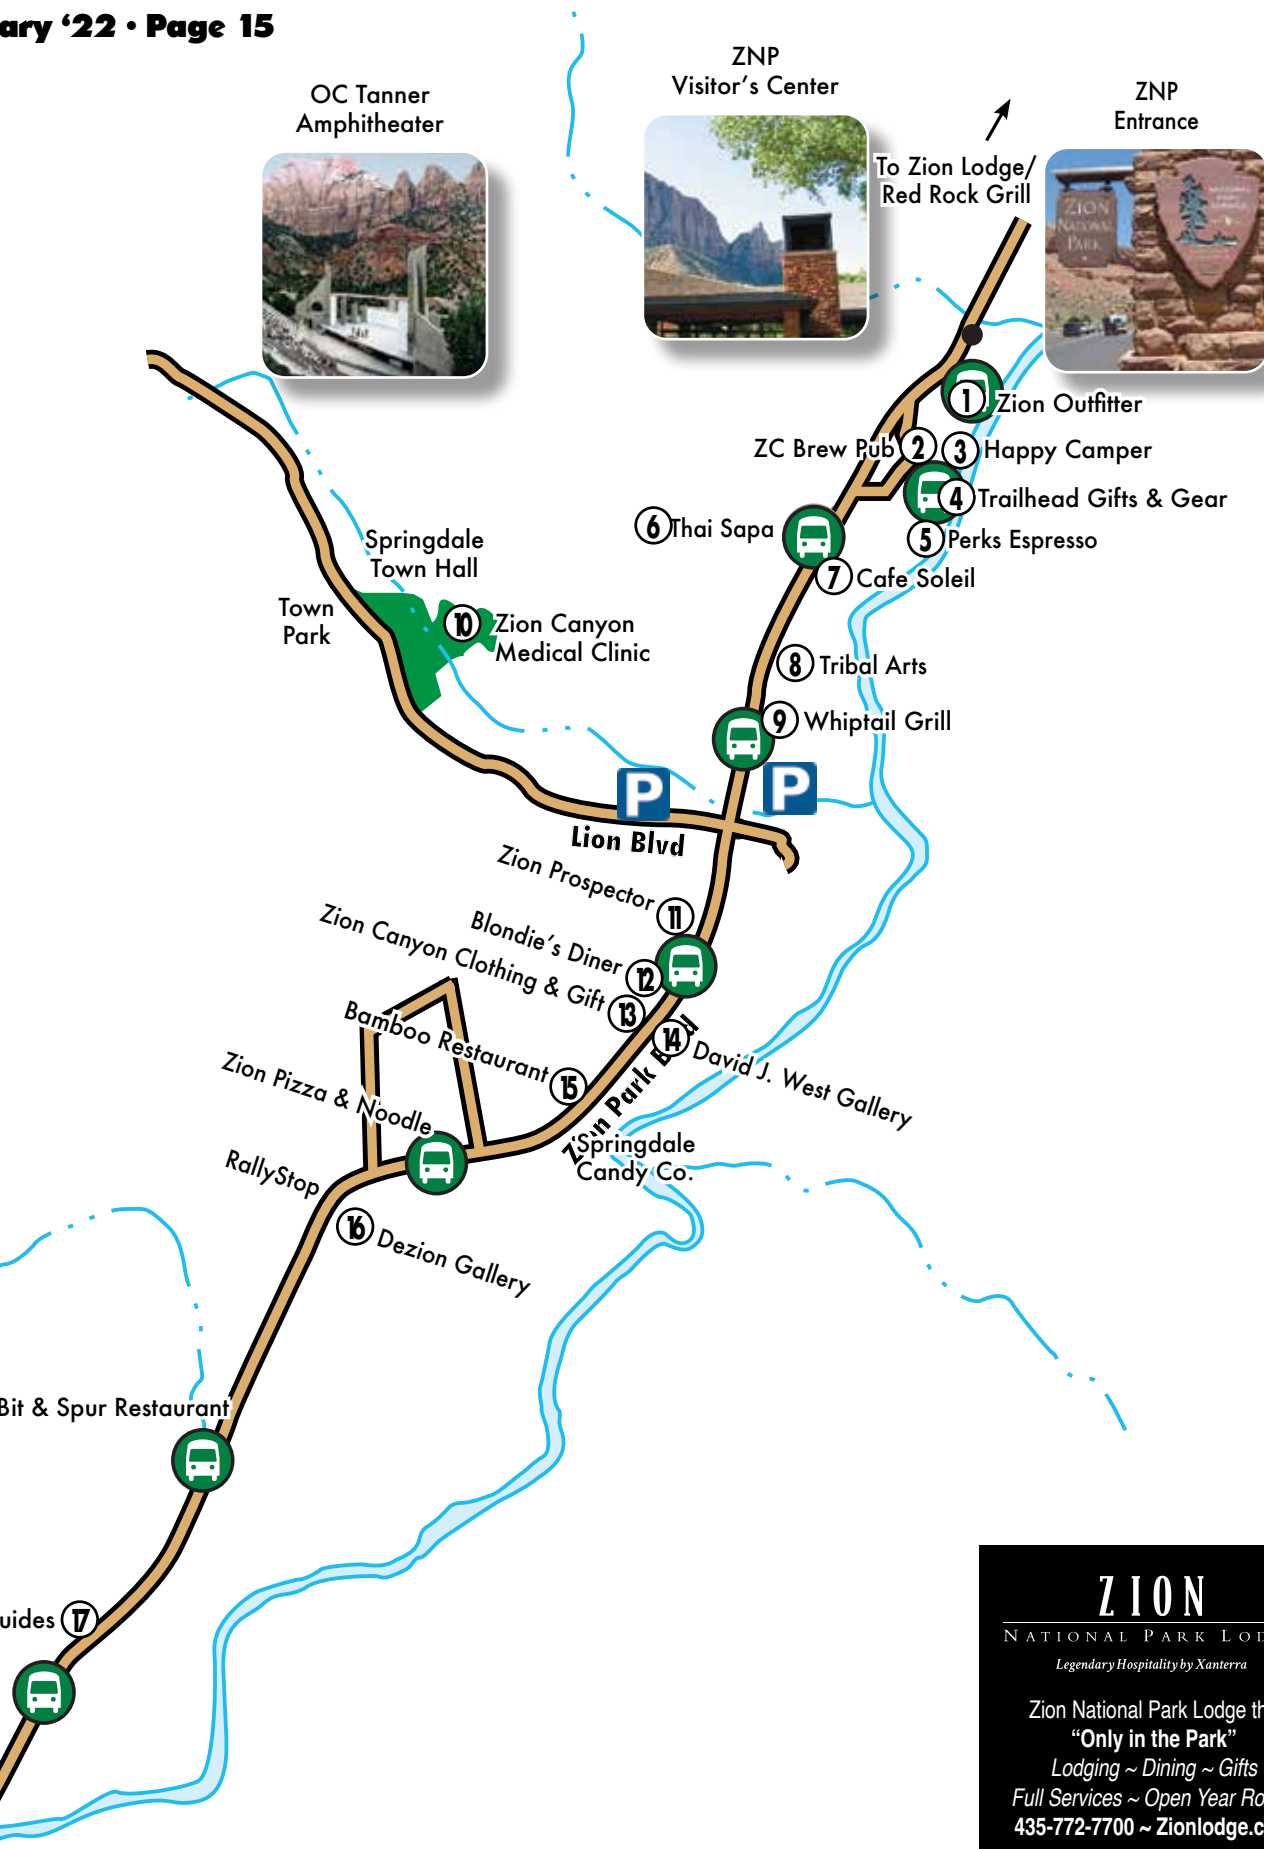 ary ‘22 • Page 15
OC Tanner
Amphitheater
ZNP
Visitor’s Center
ZNP
Entrance
To Zion Lodge/
Red Rock Grill
ZION
NATIONAL
PARK
1 Zion Outfitter
ZC Brew Pub 2
3 Happy Camper
4 Trailhead Gifts & Gear
5 Perks Espresso
6 Thai Sapa
7 Cafe Soleil
Springdale
Town Hall
Town
Park
10 Zion Canyon
Medical Clinic
8 Tribal Arts
9 Whiptail Grill
P
P
Lion Blvd
Zion Prospector 11
Blondie’s Diner 12
Zion Canyon Clothing & Gift 13
14 David J. West Gallery
Zion Park Blvd
Bamboo Restaurant 15
Zion Pizza & Noodle
Springdale
Candy Co.
RallyStop
16 Dezion Gallery
Bit & Spur Restaurant
uides 17
ZION
NATIONAL PARK LOD
Legendary Hospitality by Xanterra
Zion National Park Lodge th
“Only in the Park”
Lodging ~ Dining ~ Gifts
Full Services ~ Open Year Ro
435-772-7700 ~ Zionlodge.c